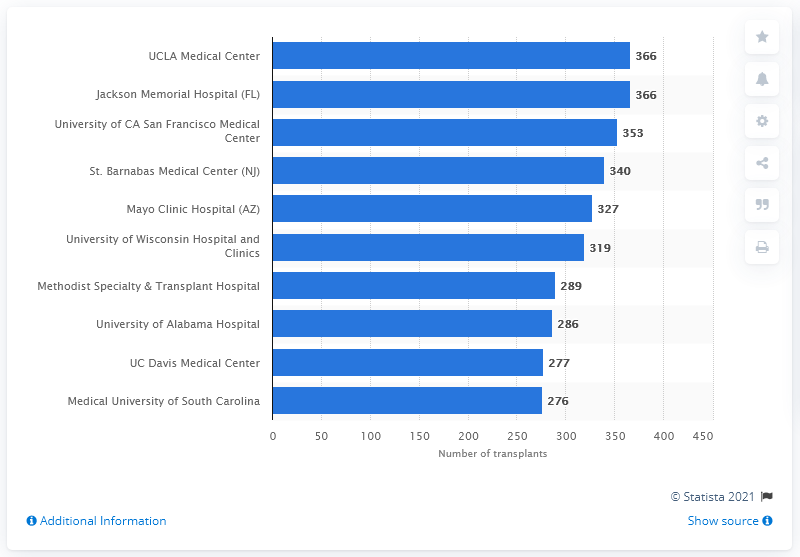 UCLA Medical Center
366
Jackson Memorial Hospital (FL)
366
University of CA San Francisco Medical
Center
353
St. Barnabas Medical Center (NJ)
340
Mayo Clinic Hospital (AZ)
327
University of Wisconsin Hospital and
Clinics
319
Methodist Specialty & Transplant Hospital
289
University of Alabama Hospital
286
UC Davis Medical Center
277
Medical University of South Carolina
276
0 50 100 150 200 250 300 350 400 450
Number of transplants
© Statista 2021
Additional Information
Show source